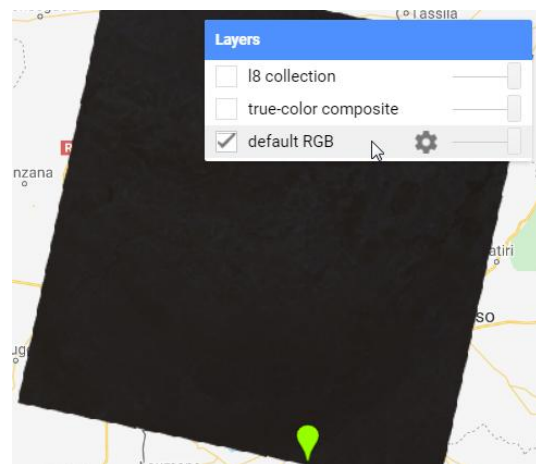 Tassila
Layers
l8 collection
true-color composite
default RGB
R
nzana
atiri
so